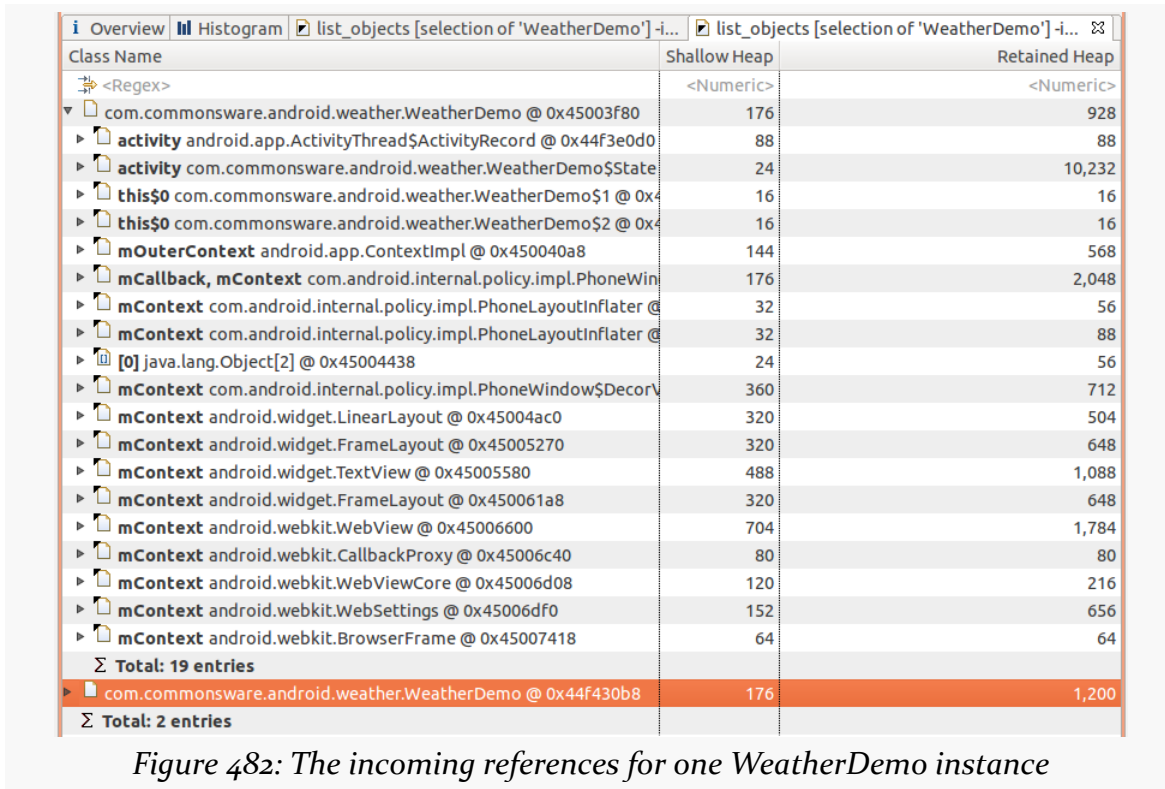 i Overview Histogram list_objects [selection of 'WeatherDemo'] -i... list_objects [selection of 'WeatherDemo'] -i...
Class Name Shallow Heap Retained Heap
<Regex> <Numeric> <Numeric>
com.commonsware.android.weather.WeatherDemo @ 0x45003f80 176 928
activity android.app.ActivityThread$ActivityRecord @ 0x44f3e0d0 88 88
activity com.commonsware.android.weather.WeatherDemo$State 24 10,232
this$0 com.commonsware.android.weather.WeatherDemo$1 @ 0x4 16 16
this$0 com.commonsware.android.weather.WeatherDemo$2 @ 0x4 16 16
mOuterContext android.app.ContextImpl @ 0x450040a8 144 568
mCallback, mContext com.android.internal.policy.impl.PhoneWin 176 2,048
mContext com.android.internal.policy.impl.PhoneLayoutInflater @ 32 56
mContext com.android.internal.policy.impl.PhoneLayoutInflater @ 32 88
[0] java.lang.Object[2] @ 0x45004438 24 56
mContext com.android.internal.policy.impl.PhoneWindow$DecorV 360 712
mContext android.widget.LinearLayout @ 0x45004ac0 320 504
mContext android.widget.FrameLayout @ 0x45005270 320 648
mContext android.widget.TextView @ 0x45005580 488 1,088
mContext android.widget.FrameLayout @ 0x450061a8 320 648
mContext android.webkit.WebView @ 0x45006600 704 1,784
mContext android.webkit.CallbackProxy @ 0x45006c40 80 80
mContext android.webkit.WebViewCore @ 0x45006d08 120 216
mContext android.webkit.WebSettings @ 0x45006df0 152 656
mContext android.webkit.BrowserFrame @ 0x45007418 64 64
Σ Total: 19 entries
com.commonsware.android.weather.WeatherDemo @ 0x44f430b8 176 1,200
Σ Total: 2 entries
Figure 482: The incoming references for one WeatherDemo instance